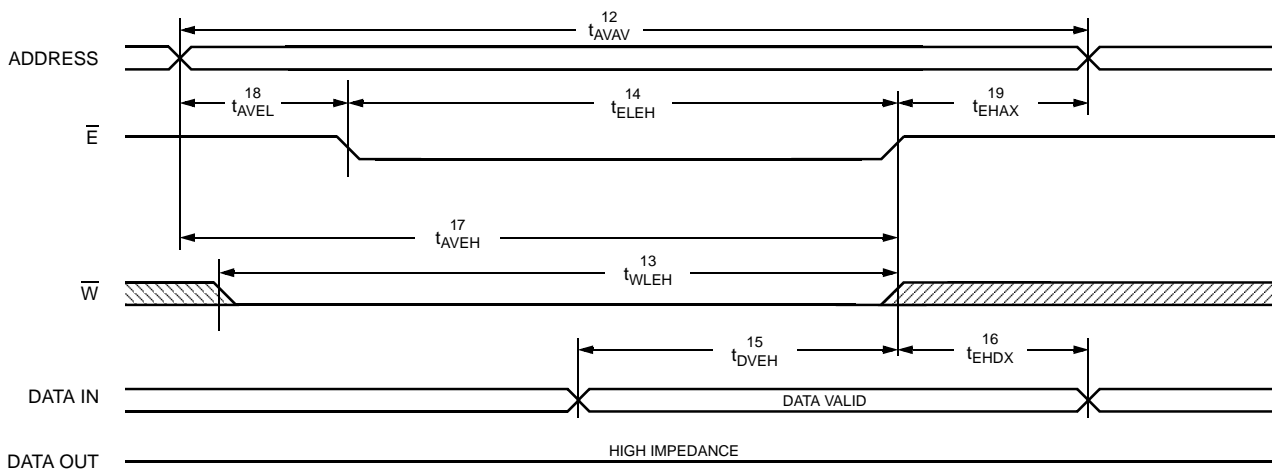 12
tAVAV
ADDRESS
18
tAVEL
14
tELEH
19
tEHAX
E̅
17
tAVEH
13
tWLEH
W̅
15
tDVEH
16
tEHDX
DATA IN
DATA VALID
DATA OUT
HIGH IMPEDANCE